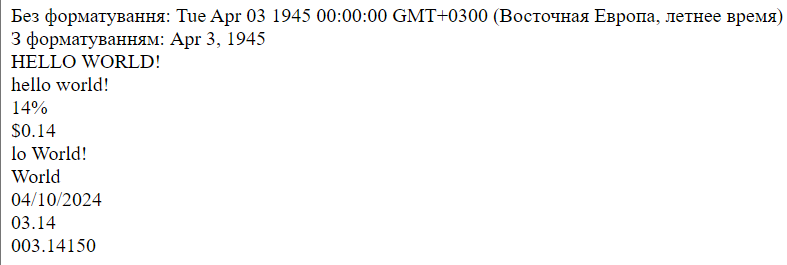 Без форматування: Tue Apr 03 1945 00:00:00 GMT+0300 (Восточная Европа, летнее время)
З форматуванням: Apr 3, 1945
HELLO WORLD!
hello world!
14%
$0.14
lo World!
World
04/10/2024
03.14
003.14150